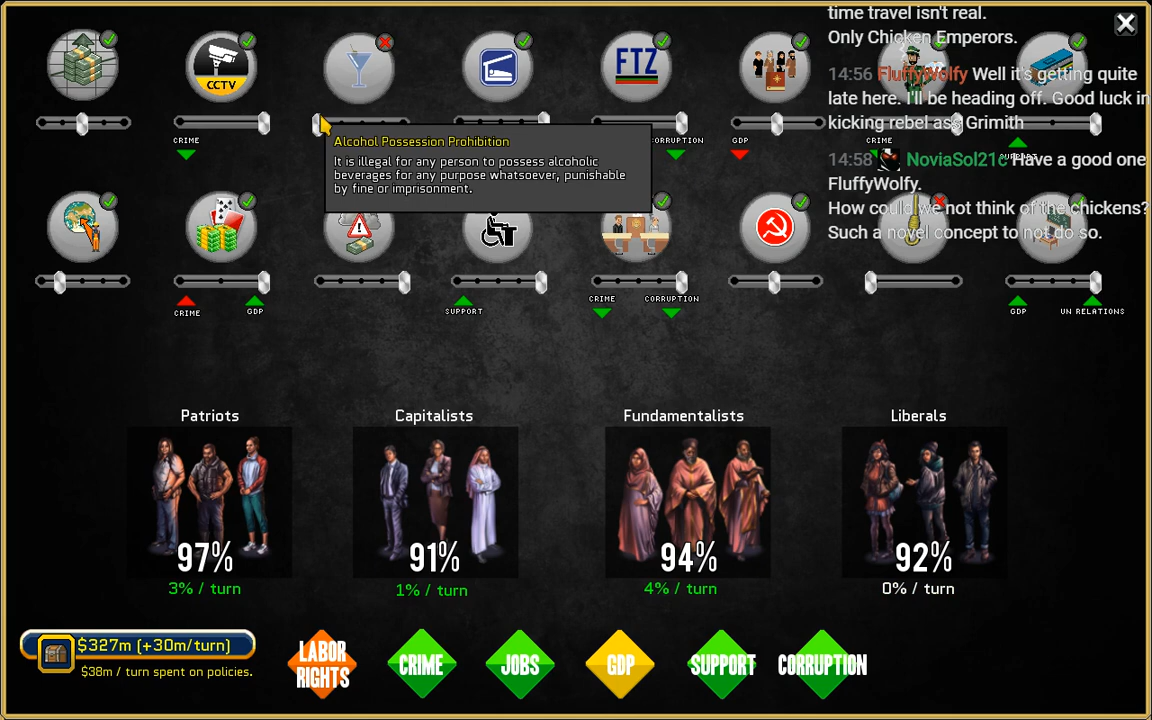 time travel isn't real.
Only Chicken Emperors.
14:56 FluffyWolfy Well it's getting quite
late here. I'll be heading off. Good luck in
kicking rebel ass Grimith
14:58 NoviaSol21c Have a good one
FluffyWolfy.
How could we not think of the chickens?
Such a novel concept to not do so.
CCTV
FTZ
CRIME
CORRUPTION
GDP
CRIME
SUPPORT
Alcohol Possession Prohibition
It is illegal for any person to possess alcoholic
beverages for any purpose whatsoever, punishable
by fine or imprisonment.
CRIME
GDP
SUPPORT
CRIME
CORRUPTION
GDP
UN RELATIONS
Patriots
Capitalists
Fundamentalists
Liberals
97%
91%
94%
92%
3% / turn
1% / turn
4% / turn
0% / turn
$327m (+30m/turn)
$38m / turn spent on policies.
LABOR
RIGHTS
CRIME
JOBS
GDP
SUPPORT
CORRUPTION